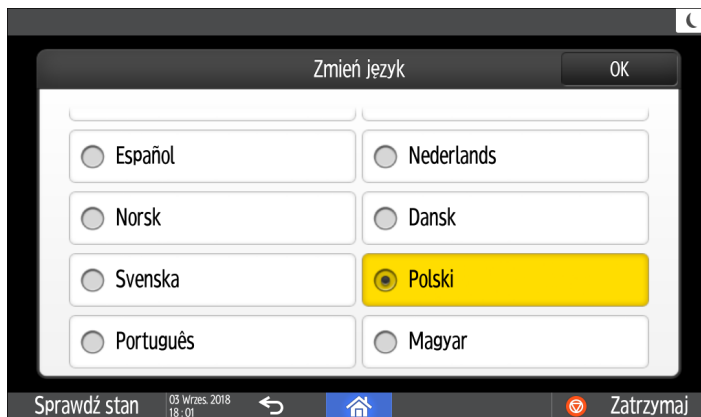 Zmień język
OK
Español
Nederlands
Norsk
Dansk
Svenska
Polski
Português
Magyar
Sprawdź stan
03 Wrzes. 2018
18 : 01
Zatrzymaj